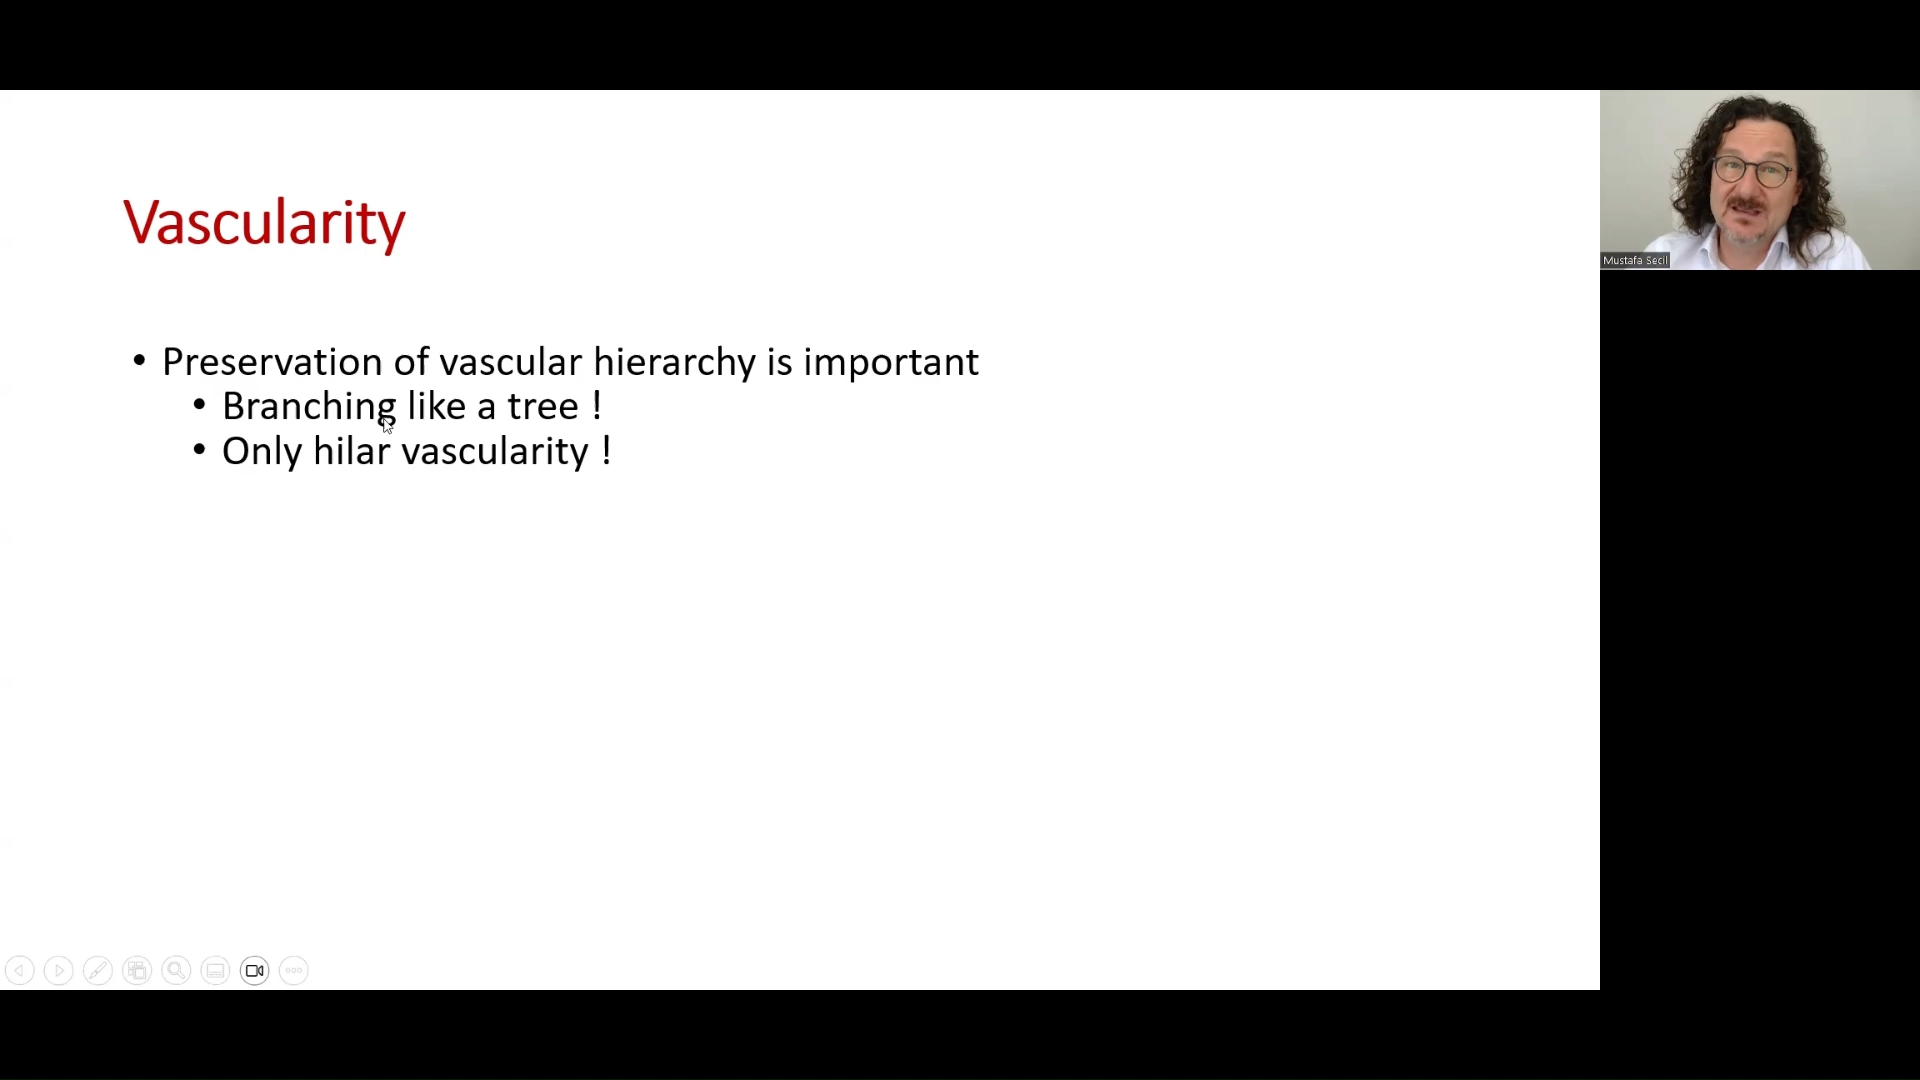 Vascularity
• Preservation of vascular hierarchy is important
• Branching like a tree !
• Only hilar vascularity !
Mustafa Secil